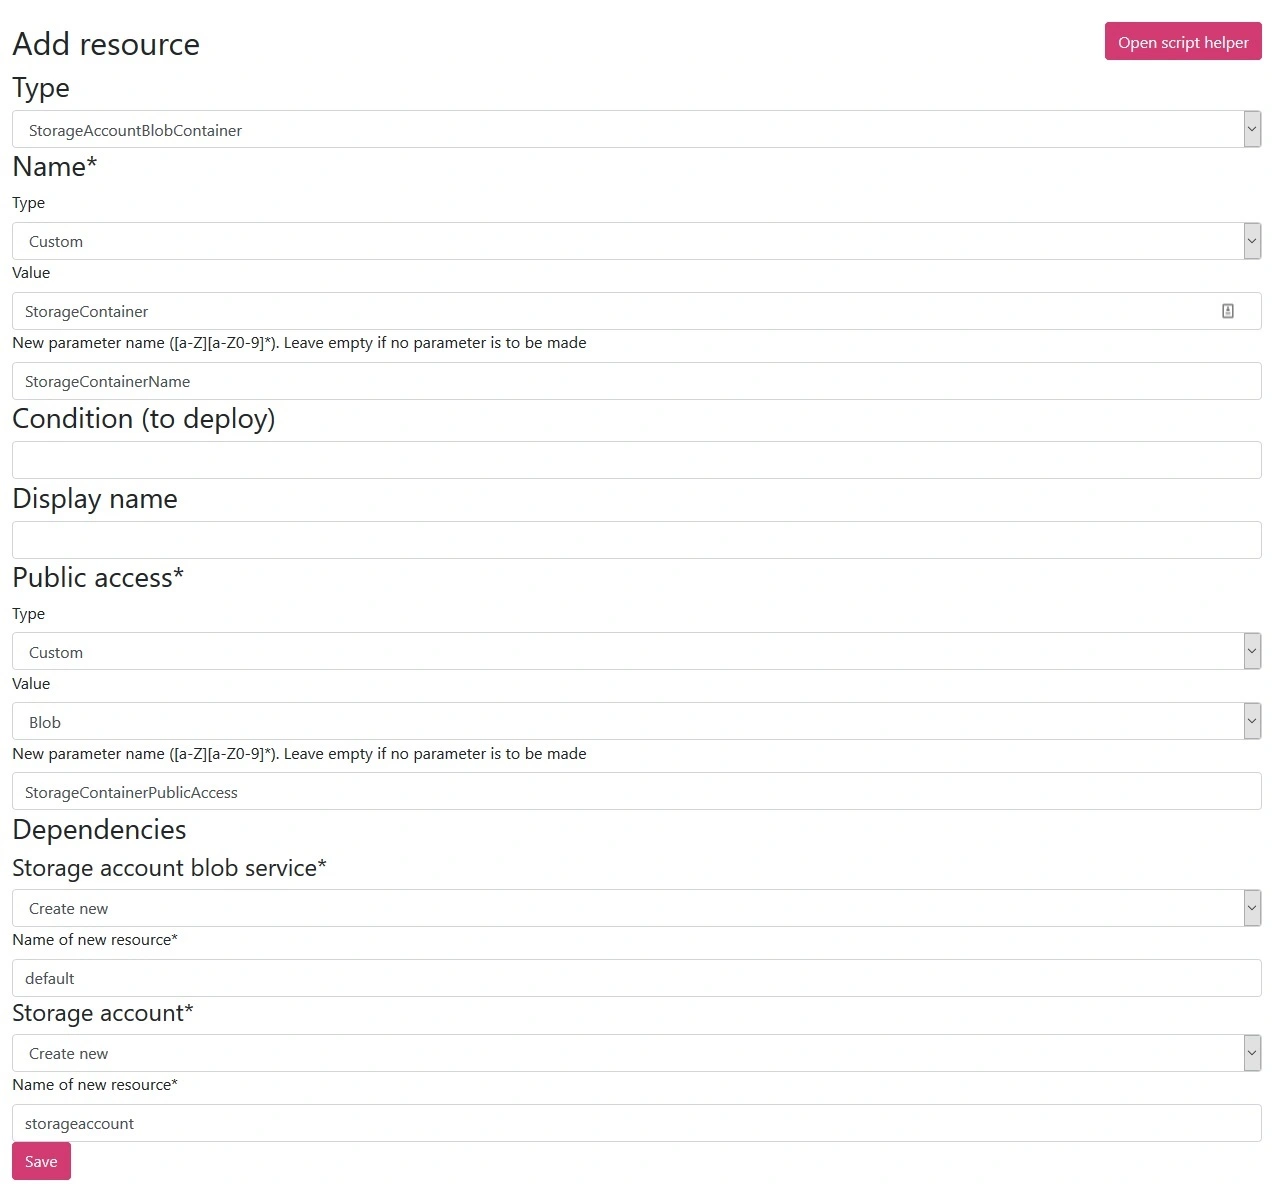 Add resource
Open script helper
Type
StorageAccountBlobContainer
Name*
Type
Custom
Value
StorageContainer
New parameter name ([a-Z][a-Z0-9]*). Leave empty if no parameter is to be made
StorageContainerName
Condition (to deploy)
Display name
Public access*
Type
Custom
Value
Blob
New parameter name ([a-Z][a-Z0-9]*). Leave empty if no parameter is to be made
StorageContainerPublicAccess
Dependencies
Storage account blob service*
Create new
Name of new resource*
default
Storage account*
Create new
Name of new resource*
storageaccount
Save